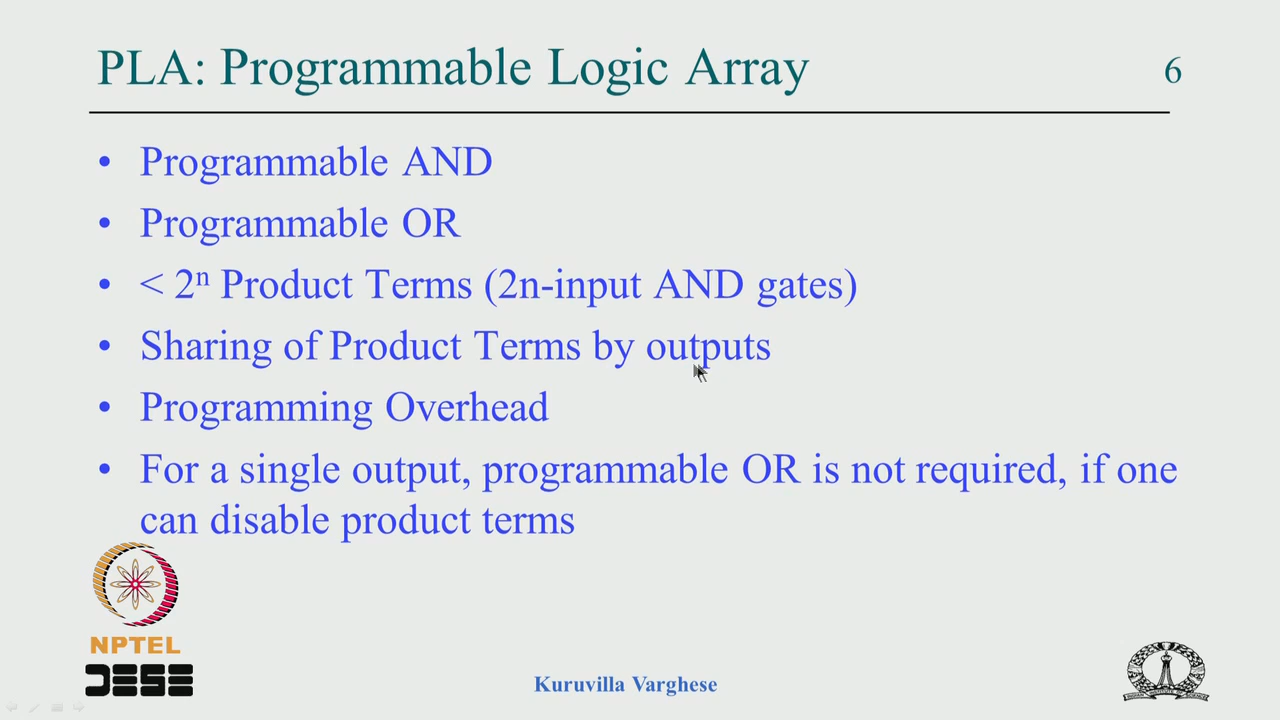 PLA: Programmable Logic Array
6
• Programmable AND
• Programmable OR
• < 2ⁿ Product Terms (2n-input AND gates)
• Sharing of Product Terms by outputs
• Programming Overhead
• For a single output, programmable OR is not required, if one
can disable product terms
NPTEL
DESE
Kuruvilla Varghese